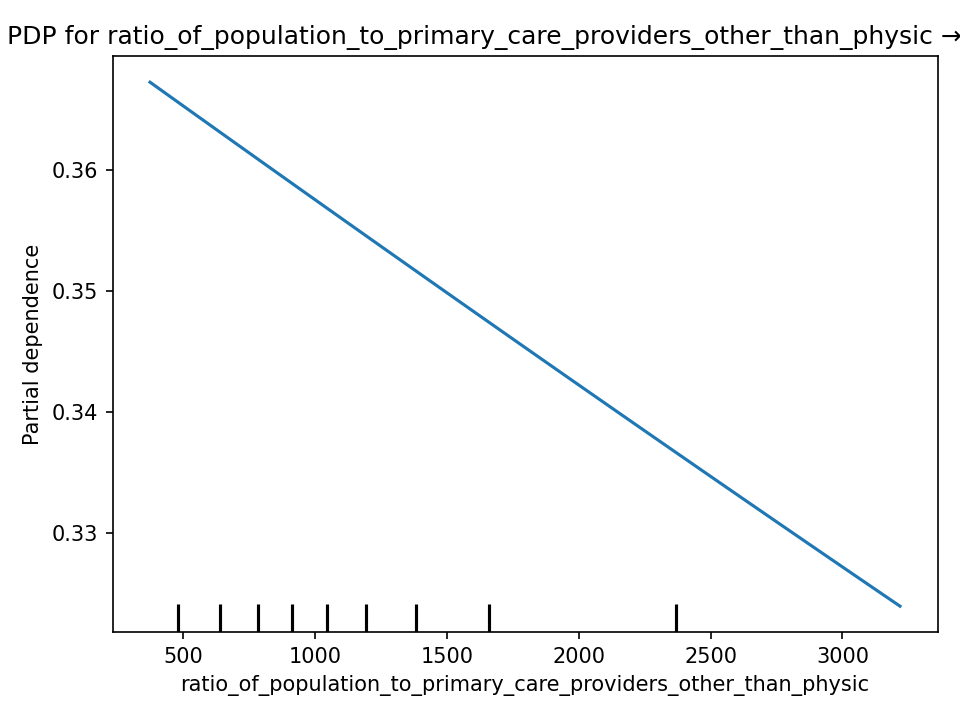 PDP for ratio_of_population_to_primary_care_providers_other_than_physic →
Partial dependence
0.36
0.35
0.34
0.33
500 1000 1500 2000 2500 3000
ratio_of_population_to_primary_care_providers_other_than_physic